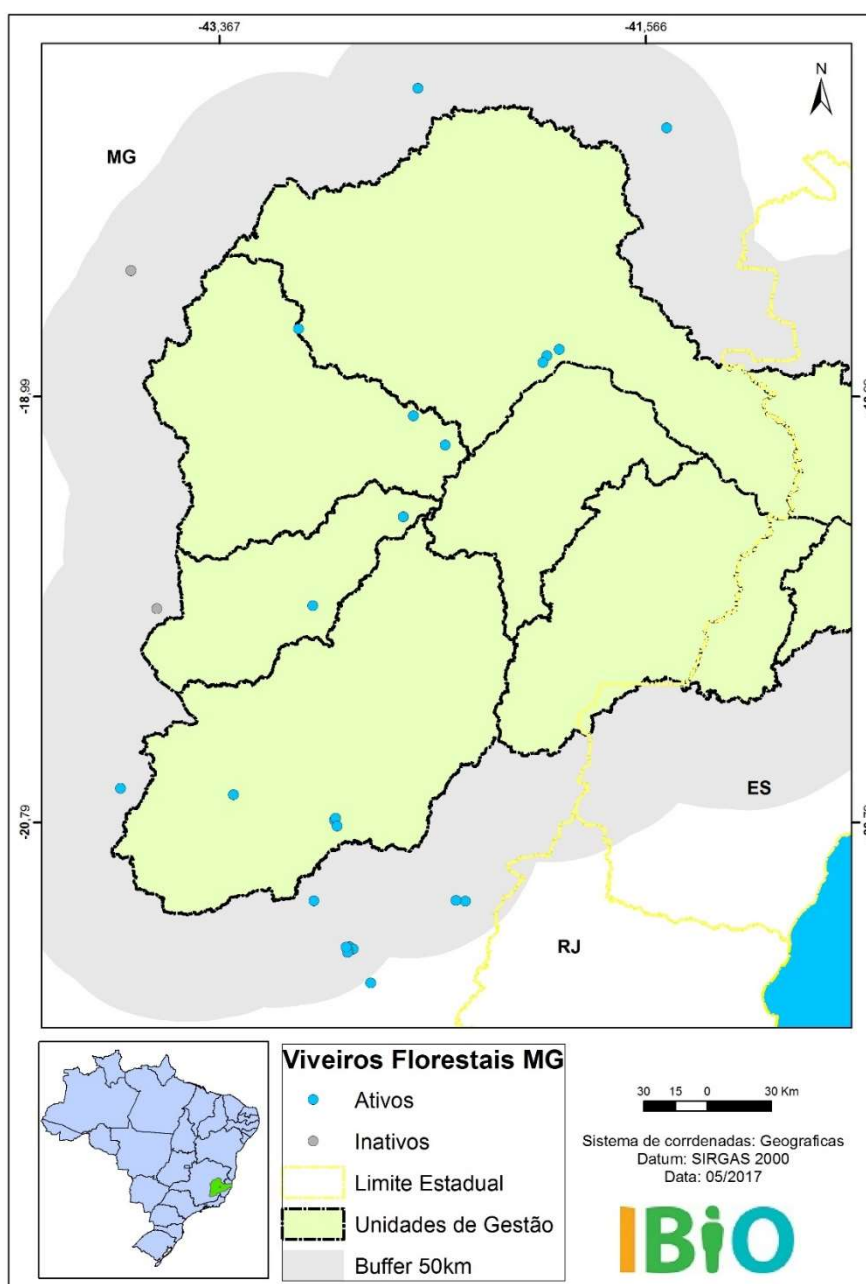 -43,367
-41,566
N
MG
-18,99
-20,79
ES
RJ
Viveiros Florestais MG
Ativos
Inativos
Limite Estadual
Unidades de Gestão
Buffer 50km
30 15 0 30 Km
Sistema de corrdenadas: Geograficas
Datum: SIRGAS 2000
Data: 05/2017
IBiO